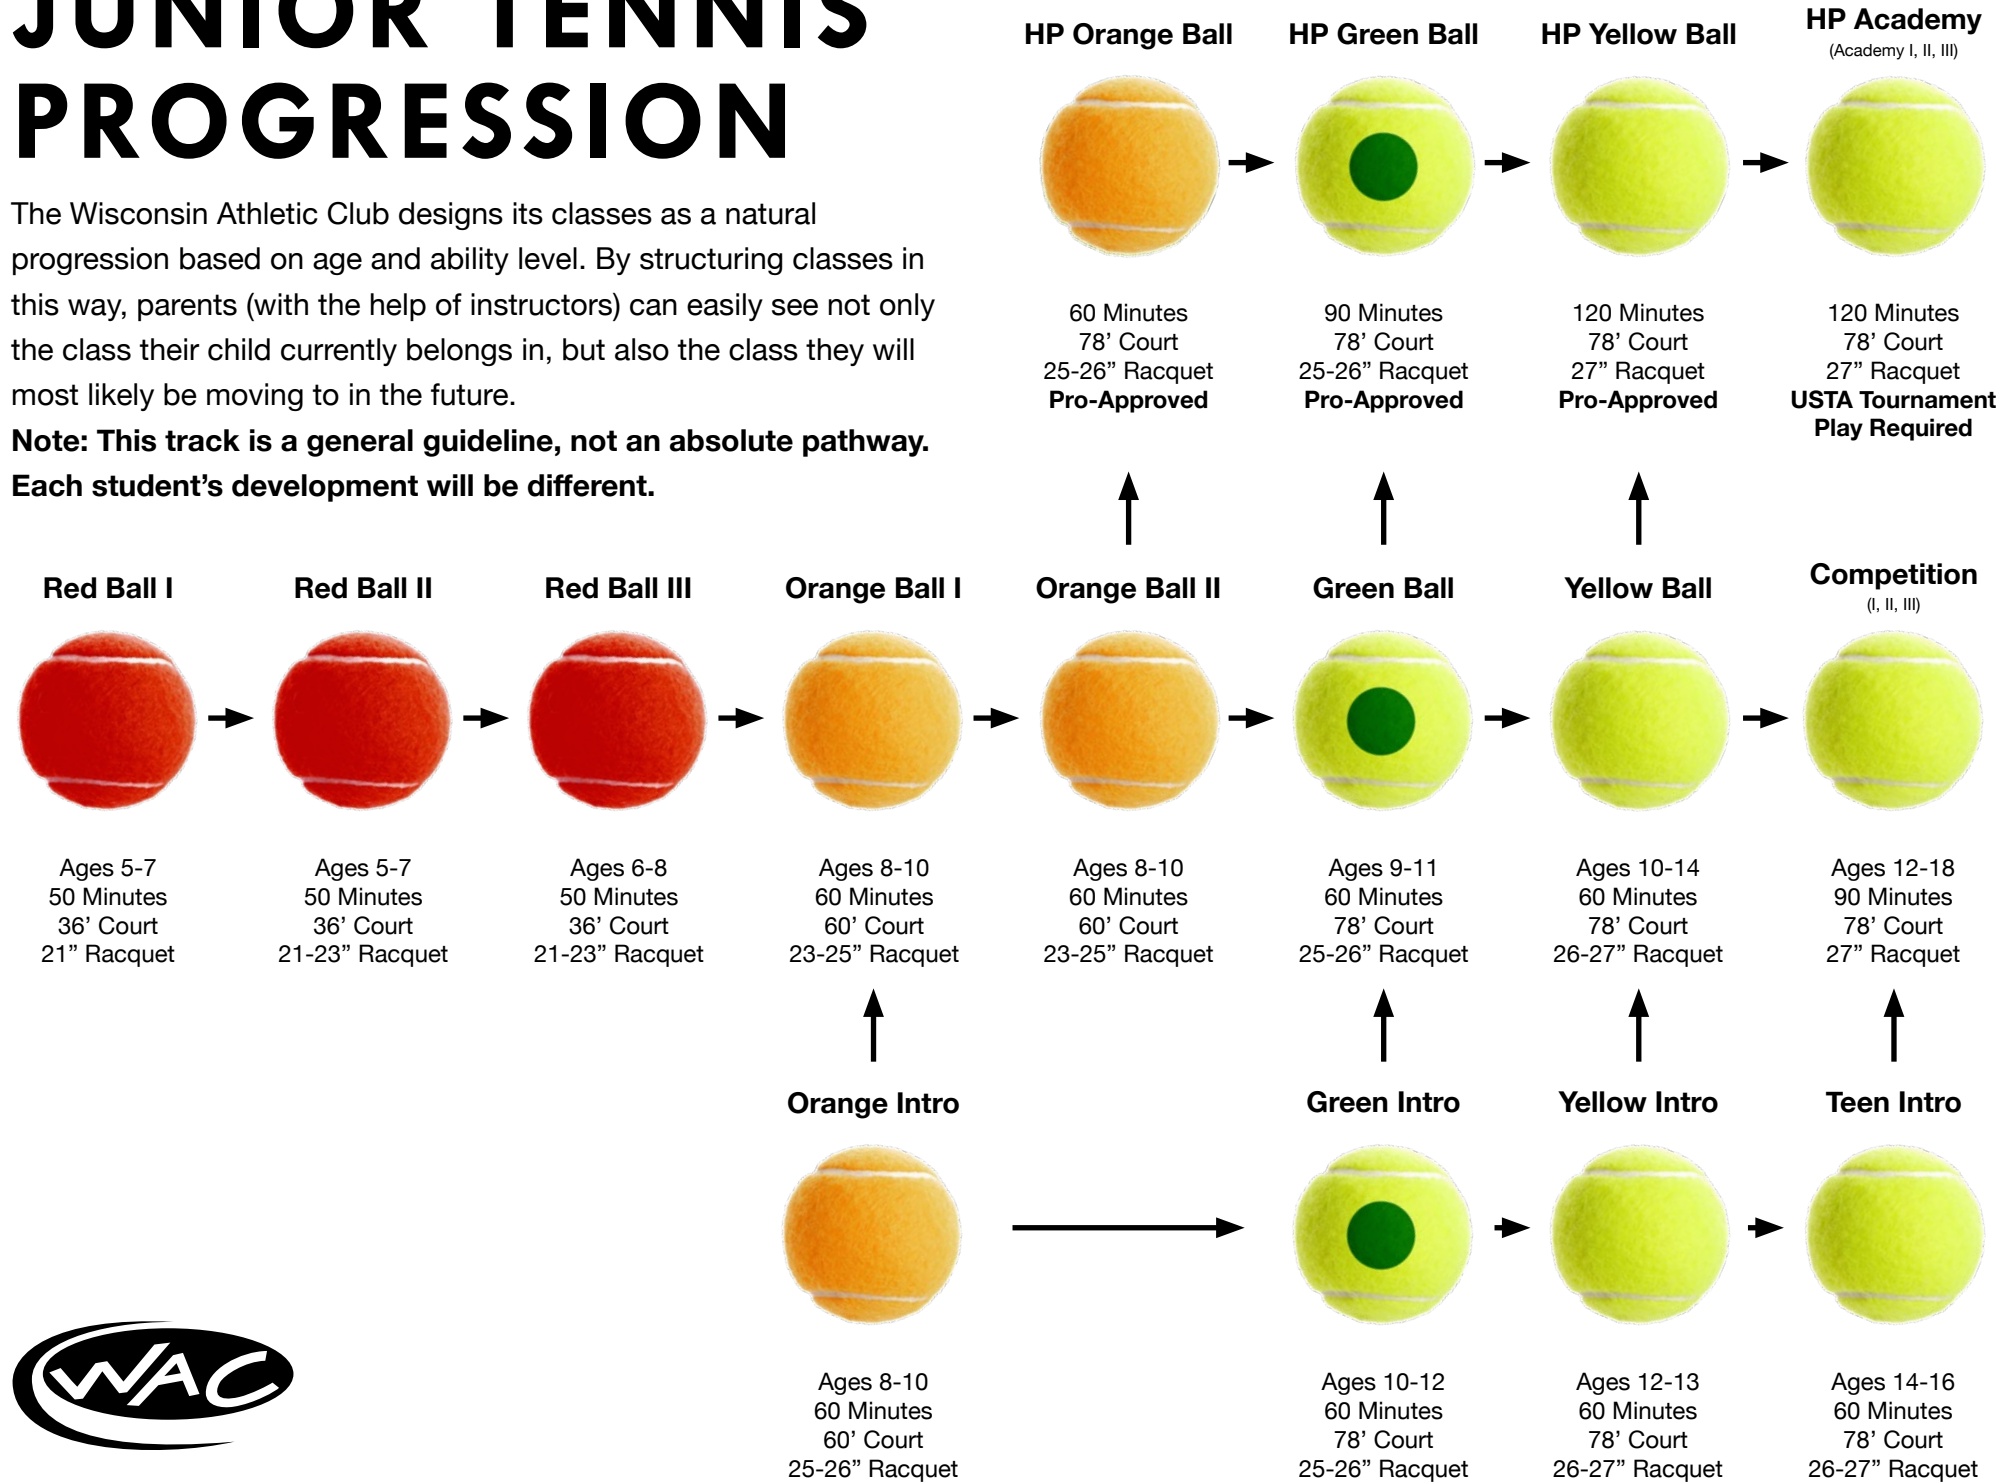 JUNIOR TENNIS
PROGRESSION
The Wisconsin Athletic Club designs its classes as a natural
progression based on age and ability level. By structuring classes in
this way, parents (with the help of instructors) can easily see not only
the class their child currently belongs in, but also the class they will
most likely be moving to in the future.
Note: This track is a general guideline, not an absolute pathway.
Each student’s development will be different.
HP Orange Ball
60 Minutes
78’ Court
25-26” Racquet
Pro-Approved
HP Green Ball
90 Minutes
78’ Court
25-26” Racquet
Pro-Approved
HP Yellow Ball
120 Minutes
78’ Court
27” Racquet
Pro-Approved
HP Academy
(Academy I, II, III)
120 Minutes
78’ Court
27” Racquet
USTA Tournament
Play Required
Red Ball I
Ages 5-7
50 Minutes
36’ Court
21” Racquet
Red Ball II
Ages 5-7
50 Minutes
36’ Court
21-23” Racquet
Red Ball III
Ages 6-8
50 Minutes
36’ Court
21-23” Racquet
Orange Ball I
Ages 8-10
60 Minutes
60’ Court
23-25” Racquet
Orange Ball II
Ages 8-10
60 Minutes
60’ Court
23-25” Racquet
Green Ball
Ages 9-11
60 Minutes
78’ Court
25-26” Racquet
Yellow Ball
Ages 10-14
60 Minutes
78’ Court
26-27” Racquet
Competition
(I, II, III)
Ages 12-18
90 Minutes
78’ Court
27” Racquet
Orange Intro
Ages 8-10
60 Minutes
60’ Court
25-26” Racquet
Green Intro
Ages 10-12
60 Minutes
78’ Court
25-26” Racquet
Yellow Intro
Ages 12-13
60 Minutes
78’ Court
26-27” Racquet
Teen Intro
Ages 14-16
60 Minutes
78’ Court
26-27” Racquet
WAC